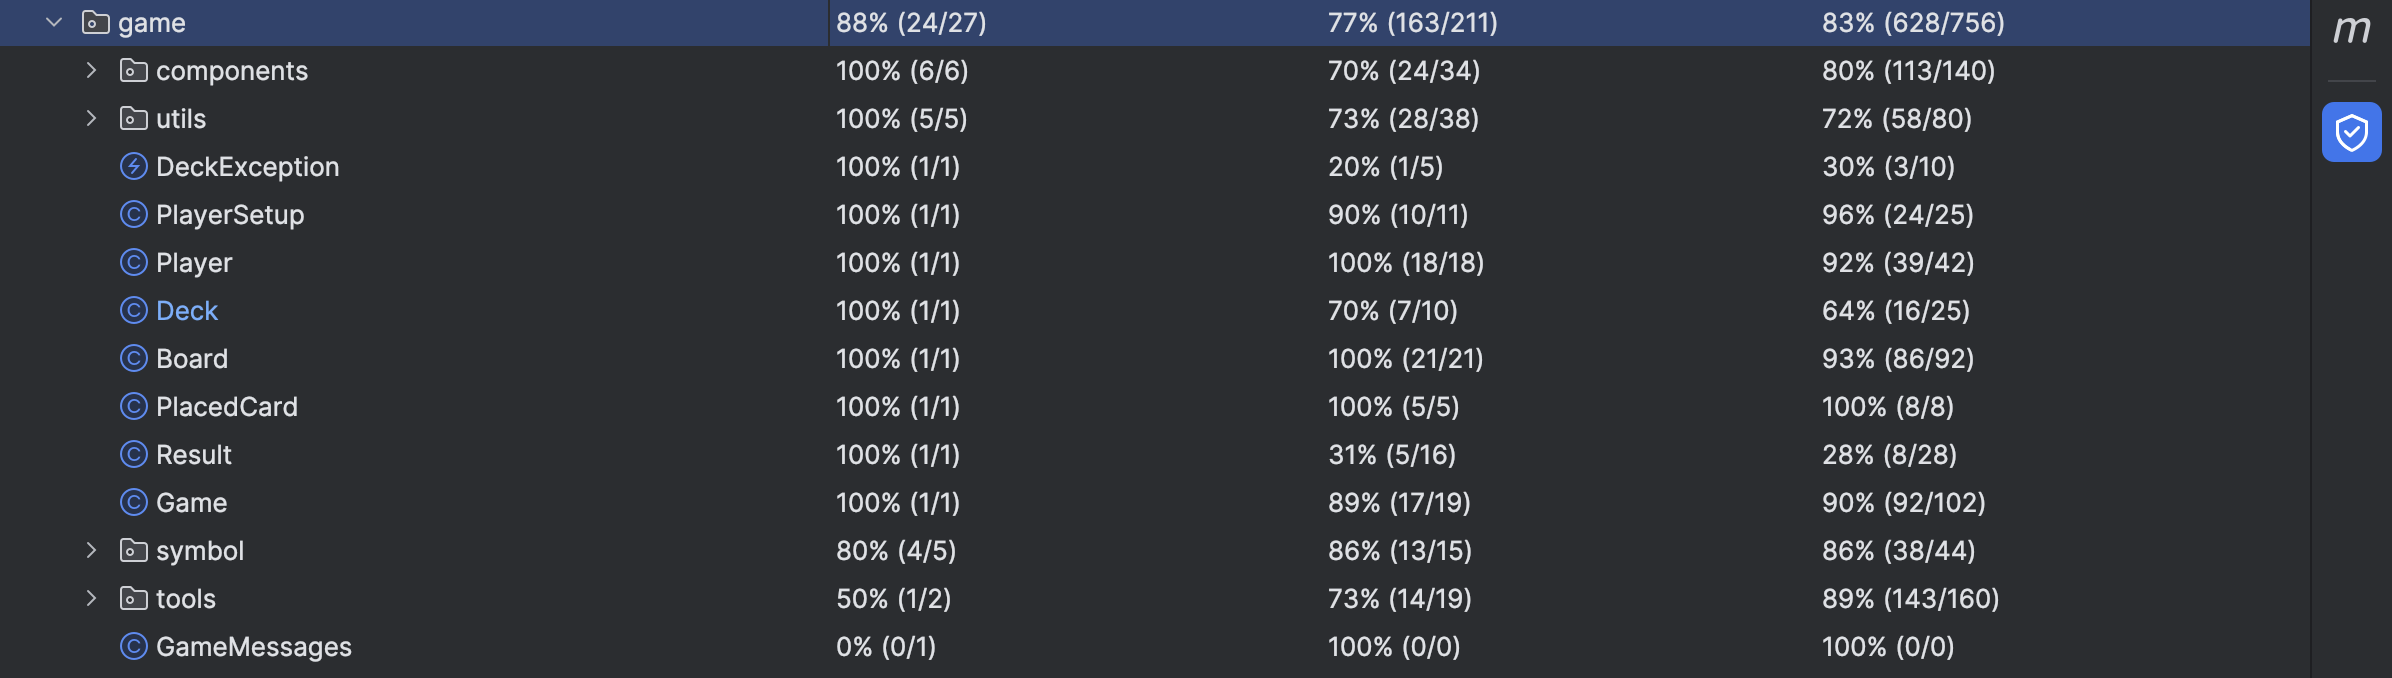 game 88% (24/27) 77% (163/211) 83% (628/756)
components 100% (6/6) 70% (24/34) 80% (113/140)
utils 100% (5/5) 73% (28/38) 72% (58/80)
DeckException 100% (1/1) 20% (1/5) 30% (3/10)
PlayerSetup 100% (1/1) 90% (10/11) 96% (24/25)
Player 100% (1/1) 100% (18/18) 92% (39/42)
Deck 100% (1/1) 70% (7/10) 64% (16/25)
Board 100% (1/1) 100% (21/21) 93% (86/92)
PlacedCard 100% (1/1) 100% (5/5) 100% (8/8)
Result 100% (1/1) 31% (5/16) 28% (8/28)
Game 100% (1/1) 89% (17/19) 90% (92/102)
symbol 80% (4/5) 86% (13/15) 86% (38/44)
tools 50% (1/2) 73% (14/19) 89% (143/160)
GameMessages 0% (0/1) 100% (0/0) 100% (0/0)
m